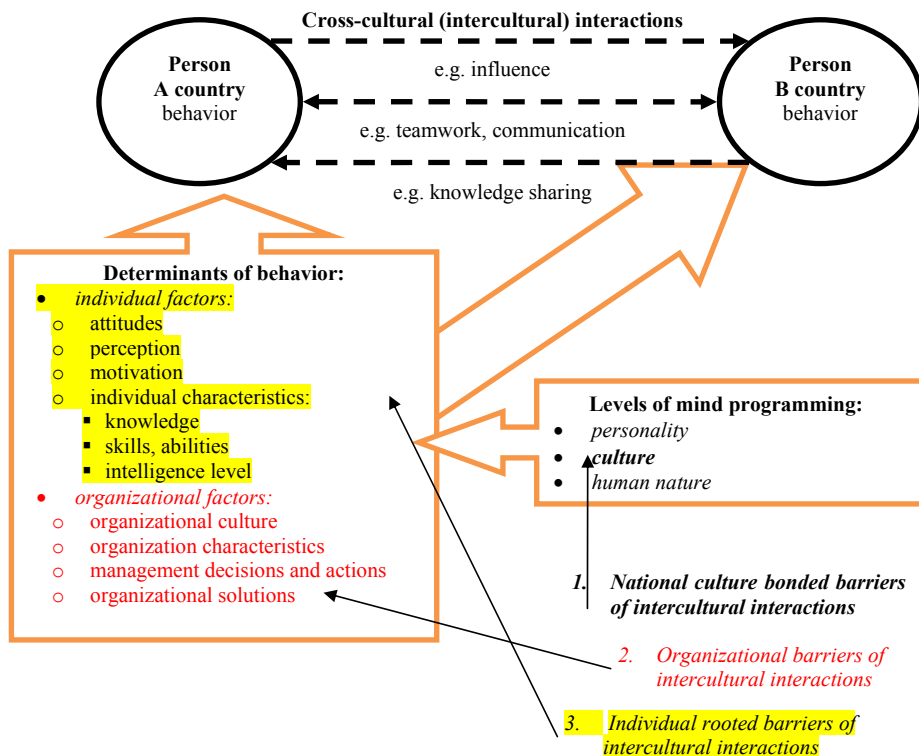 Cross-cultural (intercultural) interactions
Person
A country
behavior
e.g. influence
e.g. teamwork, communication
e.g. knowledge sharing
Person
B country
behavior
Determinants of behavior:
• individual factors:
o attitudes
o perception
o motivation
o individual characteristics:
▪ knowledge
▪ skills, abilities
▪ intelligence level
• organizational factors:
o organizational culture
o organization characteristics
o management decisions and actions
o organizational solutions
Levels of mind programming:
• personality
• culture
• human nature
1. National culture bonded barriers
of intercultural interactions
2. Organizational barriers of
intercultural interactions
3. Individual rooted barriers of
intercultural interactions